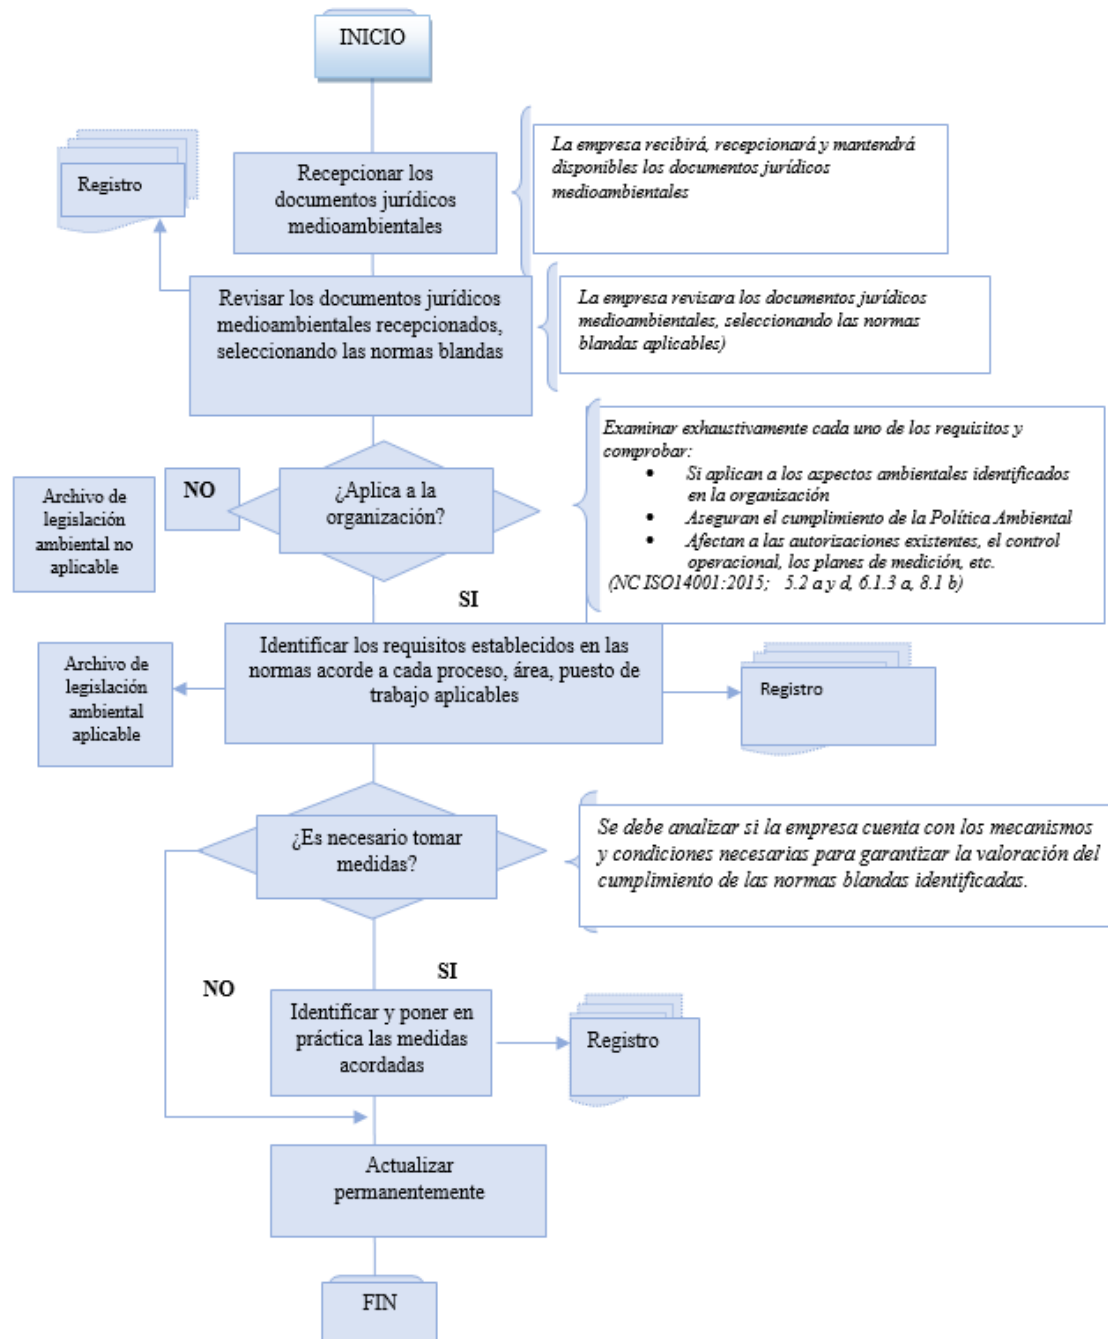 INICIO
Recepcionar los
documentos jurídicos
medioambientales
La empresa recibirá, recepcionará y mantendrá
disponibles los documentos jurídicos
medioambientales
Registro
Revisar los documentos jurídicos
medioambientales recepcionados,
seleccionando las normas blandas
La empresa revisara los documentos jurídicos
medioambientales, seleccionando las normas
blandas aplicables)
¿Aplica a la
organización?
NO
Archivo de
legislación
ambiental no
aplicable
Examinar exhaustivamente cada uno de los requisitos y
comprobar:
• Si aplican a los aspectos ambientales identificados
en la organización
• Aseguran el cumplimiento de la Política Ambiental
• Afectan a las autorizaciones existentes, el control
operacional, los planes de medición, etc.
(NC ISO14001:2015; 5.2 a y d, 6.1.3 a, 8.1 b)
SI
Identificar los requisitos establecidos en las
normas acorde a cada proceso, área, puesto de
trabajo aplicables
Archivo de
legislación
ambiental
aplicable
Registro
¿Es necesario tomar
medidas?
Se debe analizar si la empresa cuenta con los mecanismos
y condiciones necesarias para garantizar la valoración del
cumplimiento de las normas blandas identificadas.
SI
NO
Identificar y poner en
práctica las medidas
acordadas
Registro
Actualizar
permanentemente
FIN